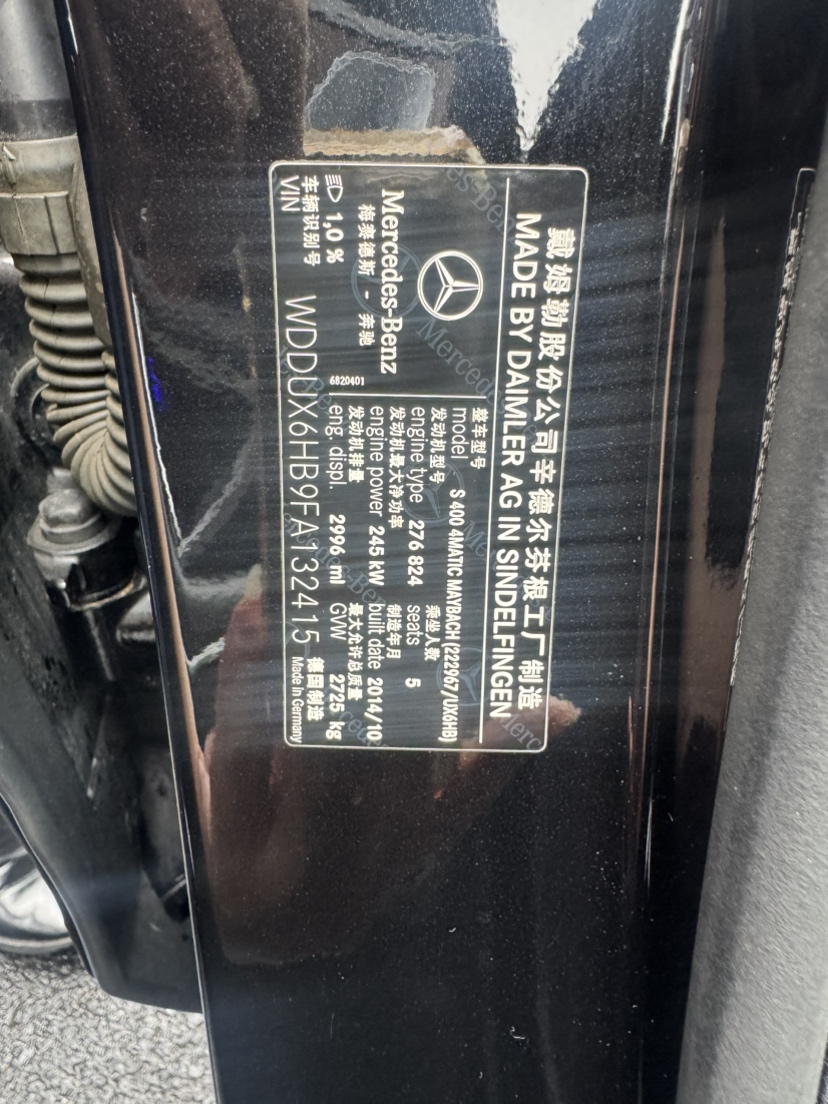 戴姆勒股份公司辛德尔芬根工厂制造
MADE BY DAIMLER AG IN SINDELFINGEN
Mercedes-Benz
梅赛德斯 - 奔驰
6820401
整车型号
model S 400 4MATIC MAYBACH (222967/UX6HB)
发动机型号 乘坐人数
engine type 276 824 seats 5
发动机最大净功率 制造年月
engine power 245 kW built date 2014/10
发动机排量 最大允许总质量
eng. displ. 2996 ml GVW 2725 kg
1,0 %
车辆识别号 德国制造
VIN WDDUX6HB9FA132415 Made In Germany